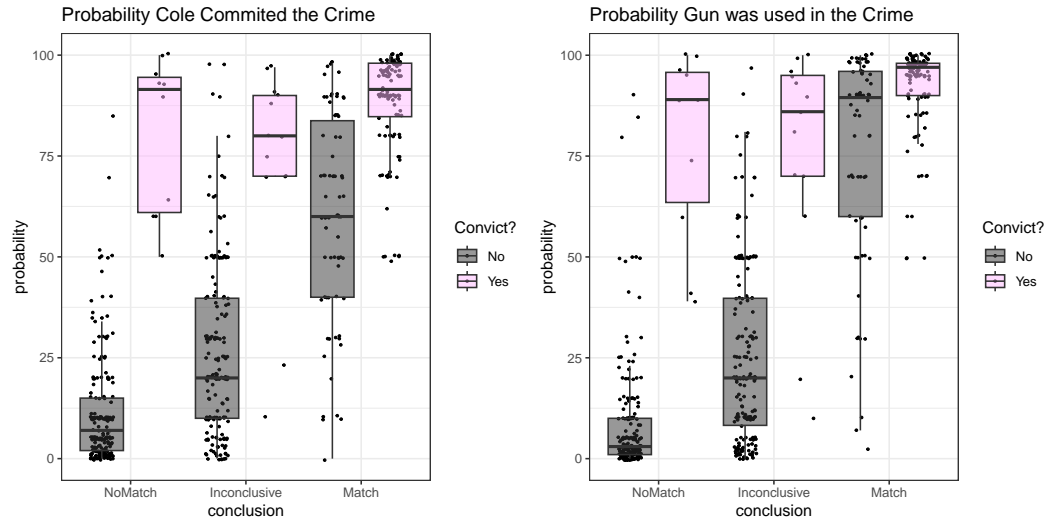 Probability Cole Commited the Crime
100
75
50
25
0
probability
NoMatch
Inconclusive
Match
conclusion
Convict?
No
Yes
Probability Gun was used in the Crime
100
75
50
25
0
probability
NoMatch
Inconclusive
Match
conclusion
Convict?
No
Yes